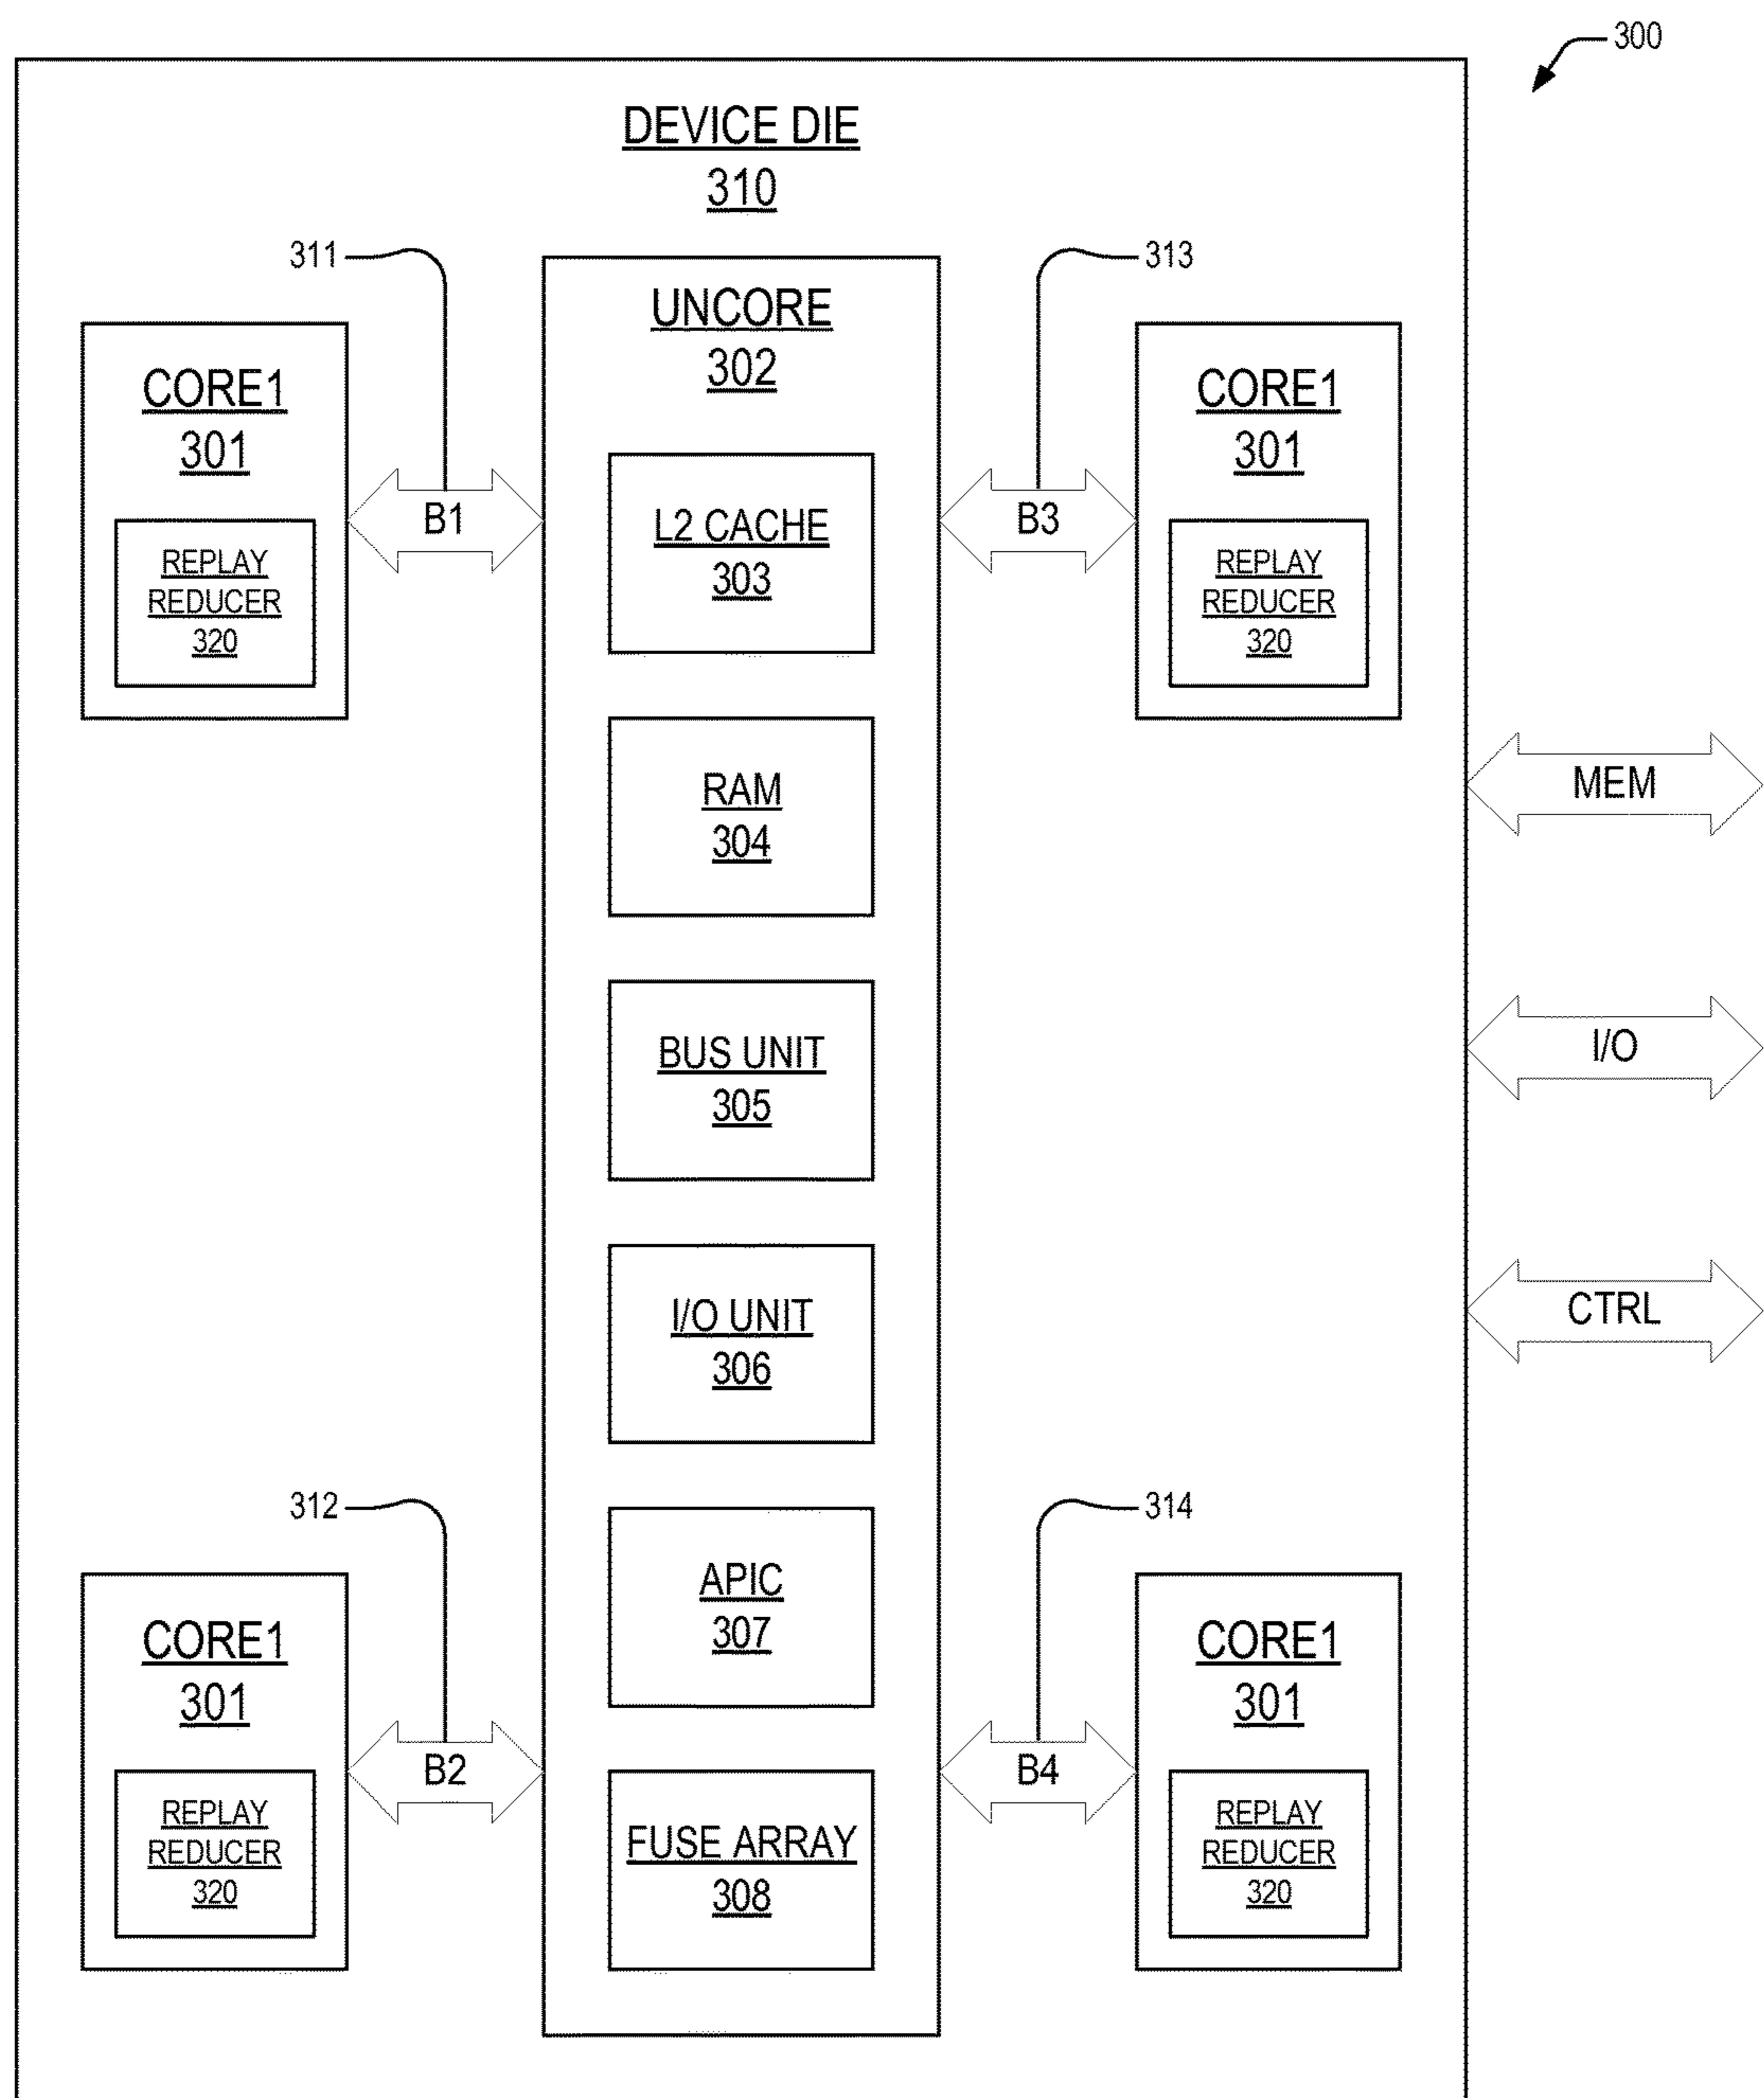 300
DEVICE DIE
310
311
313
UNCORE
302
CORE1
301
REPLAY
REDUCER
320
B1
L2 CACHE
303
B3
CORE1
301
REPLAY
REDUCER
320
RAM
304
MEM
BUS UNIT
305
I/O
I/O UNIT
306
CTRL
312
314
APIC
307
CORE1
301
REPLAY
REDUCER
320
B2
FUSE ARRAY
308
B4
CORE1
301
REPLAY
REDUCER
320